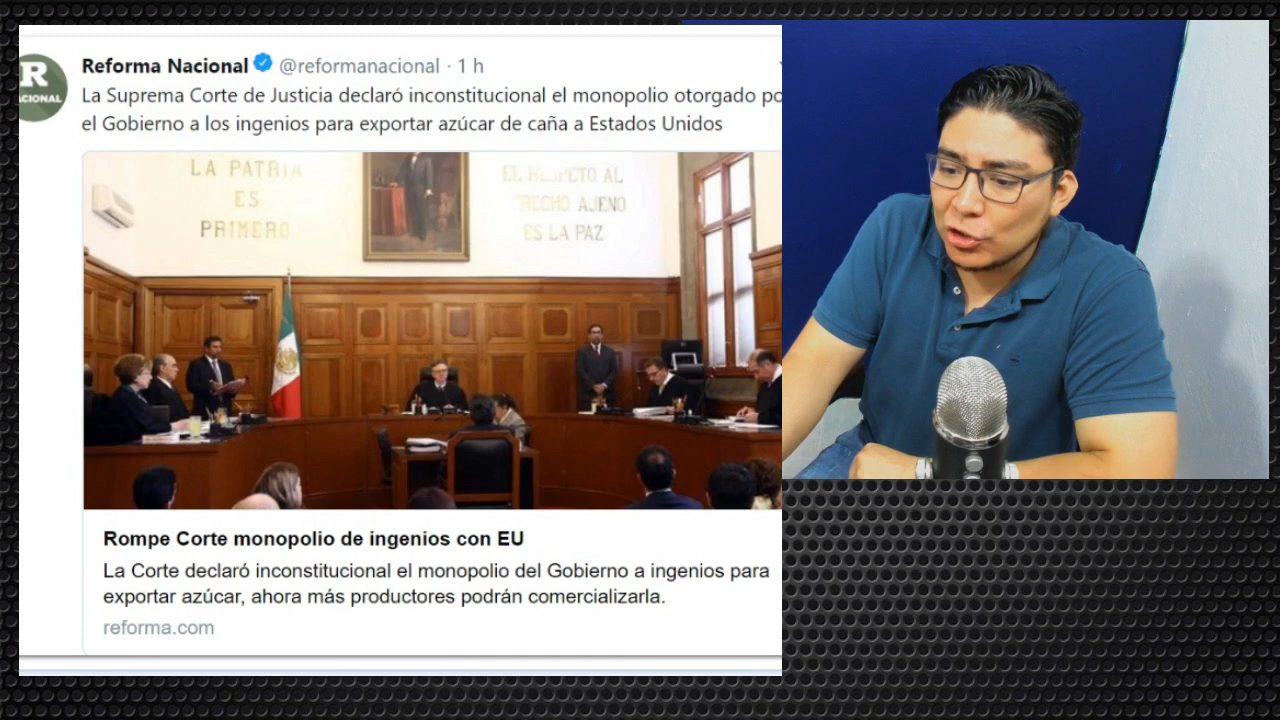 R
Reforma Nacional @reformanacional · 1 h
La Suprema Corte de Justicia declaró inconstitucional el monopolio otorgado po
el Gobierno a los ingenios para exportar azúcar de caña a Estados Unidos
LA PATRIA
ES
PRIMERO
EL RESPETO AL
DERECHO AJENO
ES LA PAZ
Rompe Corte monopolio de ingenios con EU
La Corte declaró inconstitucional el monopolio del Gobierno a ingenios para
exportar azúcar, ahora más productores podrán comercializarla.
reforma.com